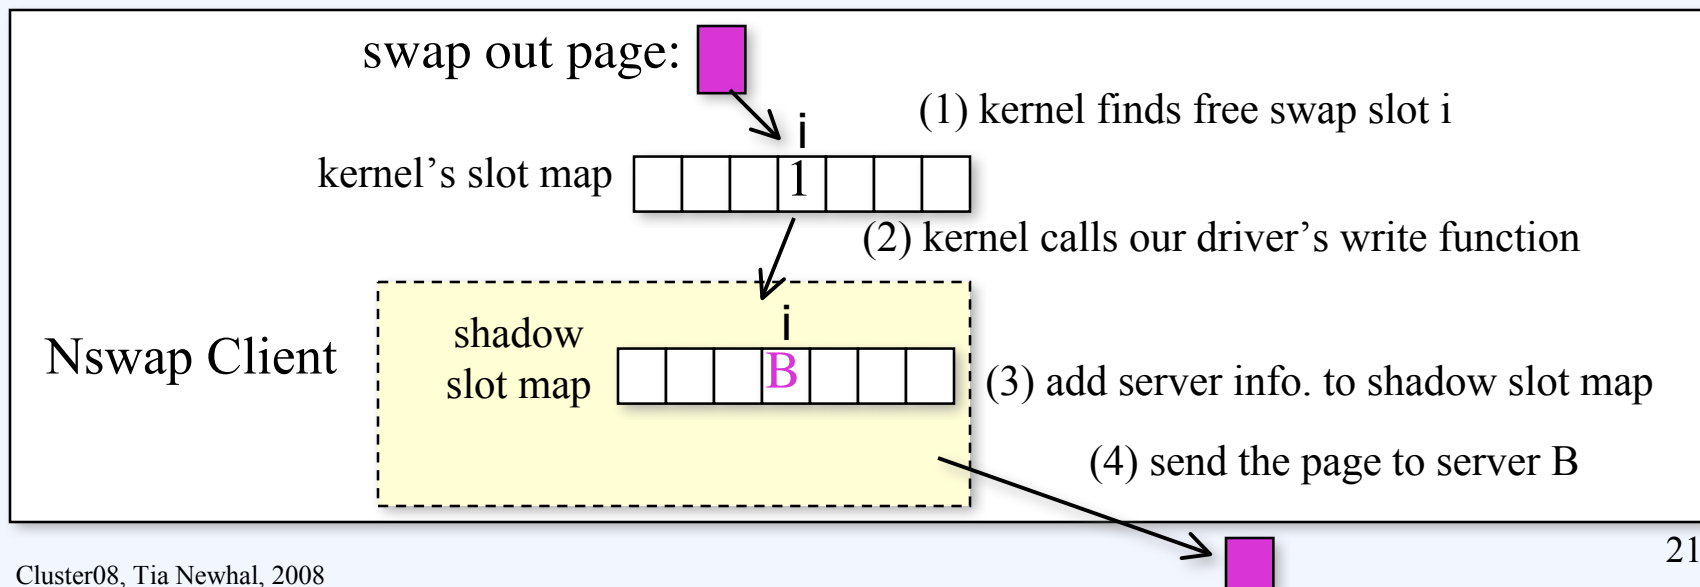 swap out page:
(1) kernel finds free swap slot i
i
kernel's slot map
1
(2) kernel calls our driver's write function
i
shadow
slot map
B
Nswap Client
(3) add server info. to shadow slot map
(4) send the page to server B
21
Cluster08, Tia Newhal, 2008